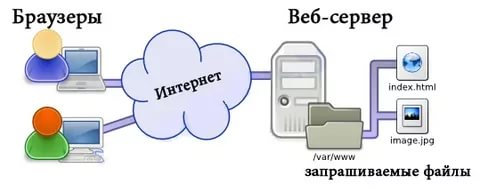 Браузеры
Веб-сервер
Интернет
index.html
image.jpg
/var/www
запрашиваемые файлы